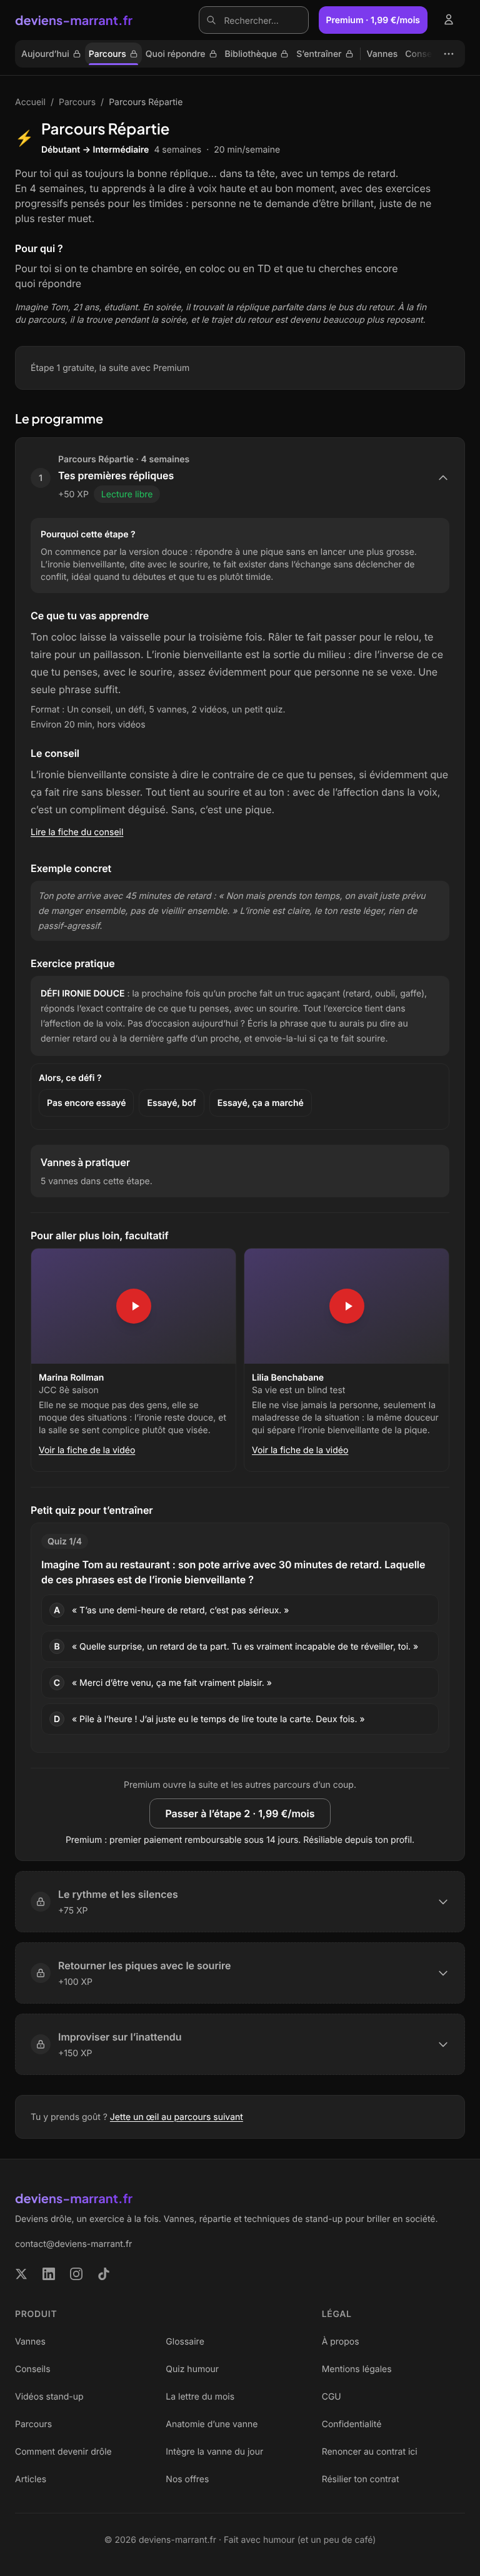 deviens-marrant.fr
Rechercher...
Premium · 1,99 €/mois
Aujourd’hui
Parcours
Quoi répondre
Bibliothèque
S’entraîner
Vannes
Accueil / Parcours / Parcours Répartie
⚡ Parcours Répartie
Débutant → Intermédiaire 4 semaines · 20 min/semaine
Pour toi qui as toujours la bonne réplique… dans ta tête, avec un temps de retard.
En 4 semaines, tu apprends à la dire à voix haute et au bon moment, avec des exercices
progressifs pensés pour les timides : personne ne te demande d’être brillant, juste de ne
plus rester muet.
Pour qui ?
Pour toi si on te chambre en soirée, en coloc ou en TD et que tu cherches encore
quoi répondre
Imagine Tom, 21 ans, étudiant. En soirée, il trouvait la réplique parfaite dans le bus du retour. À la fin
du parcours, il la trouve pendant la soirée, et le trajet du retour est devenu beaucoup plus reposant.
Étape 1 gratuite, la suite avec Premium
Le programme
1
Parcours Répartie · 4 semaines
Tes premières répliques
+50 XP Lecture libre
Pourquoi cette étape ?
On commence par la version douce : répondre à une pique sans en lancer une plus grosse.
L’ironie bienveillante, dite avec le sourire, te fait exister dans l’échange sans déclencher de
conflit, idéal quand tu débutes et que tu es plutôt timide.
Ce que tu vas apprendre
Ton coloc laisse la vaisselle pour la troisième fois. Râler te fait passer pour le relou, te
taire pour un paillasson. L’ironie bienveillante est la sortie du milieu : dire l’inverse de ce
que tu penses, avec le sourire, assez évidemment pour que personne ne se vexe. Une
seule phrase suffit.
Format : Un conseil, un défi, 5 vannes, 2 vidéos, un petit quiz.
Environ 20 min, hors vidéos
Le conseil
L’ironie bienveillante consiste à dire le contraire de ce que tu penses, si évidemment que
ça fait rire sans blesser. Tout tient au sourire et au ton : avec de l’affection dans la voix,
c’est un compliment déguisé. Sans, c’est une pique.
Lire la fiche du conseil
Exemple concret
Ton pote arrive avec 45 minutes de retard : « Non mais prends ton temps, on avait juste prévu
de manger ensemble, pas de vieillir ensemble. » L’ironie est claire, le ton reste léger, rien de
passif-agressif.
Exercice pratique
DÉFI IRONIE DOUCE : la prochaine fois qu’un proche fait un truc agaçant (retard, oubli, gaffe),
réponds l’exact contraire de ce que tu penses, avec un sourire. Tout l’exercice tient dans
l’affection de la voix. Pas d’occasion aujourd’hui ? Écris la phrase que tu aurais pu dire au
dernier retard ou à la dernière gaffe d’un proche, et envoie-la-lui si ça te fait sourire.
Alors, ce défi ?
Pas encore essayé
Essayé, bof
Essayé, ça a marché
Vannes à pratiquer
5 vannes dans cette étape.
Pour aller plus loin, facultatif
Marina Rollman
JCC 8è saison
Elle ne se moque pas des gens, elle se
moque des situations : l’ironie reste douce, et
la salle se sent complice plutôt que visée.
Voir la fiche de la vidéo
Lilia Benchabane
Sa vie est un blind test
Elle ne vise jamais la personne, seulement la
maladresse de la situation : la même douceur
qui sépare l’ironie bienveillante de la pique.
Voir la fiche de la vidéo
Petit quiz pour t’entraîner
Quiz 1/4
Imagine Tom au restaurant : son pote arrive avec 30 minutes de retard. Laquelle
de ces phrases est de l’ironie bienveillante ?
A « T’as une demi-heure de retard, c’est pas sérieux. »
B « Quelle surprise, un retard de ta part. Tu es vraiment incapable de te réveiller, toi. »
C « Merci d’être venu, ça me fait vraiment plaisir. »
D « Pile à l’heure ! J’ai juste eu le temps de lire toute la carte. Deux fois. »
Premium ouvre la suite et les autres parcours d’un coup.
Passer à l’étape 2 · 1,99 €/mois
Premium : premier paiement remboursable sous 14 jours. Résiliable depuis ton profil.
Le rythme et les silences
+75 XP
Retourner les piques avec le sourire
+100 XP
Improviser sur l’inattendu
+150 XP
Tu y prends goût ? Jette un œil au parcours suivant
deviens-marrant.fr
Deviens drôle, un exercice à la fois. Vannes, répartie et techniques de stand-up pour briller en société.
contact@deviens-marrant.fr
PRODUIT
Vannes
Conseils
Vidéos stand-up
Parcours
Comment devenir drôle
Articles
Glossaire
Quiz humour
La lettre du mois
Anatomie d’une vanne
Intègre la vanne du jour
Nos offres
LÉGAL
À propos
Mentions légales
CGU
Confidentialité
Renoncer au contrat ici
Résilier ton contrat
© 2026 deviens-marrant.fr · Fait avec humour (et un peu de café)